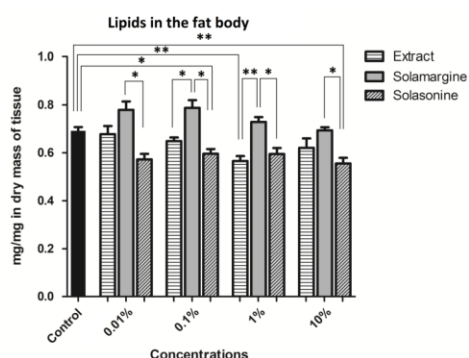 Lipids in the fat body
**
**
*
*
* *
** *
*
Extract
Solamargine
Solasonine
mg/mg in dry mass of tissue
1.0
0.8
0.6
0.4
0.2
0.0
Control
0.01%
0.1%
1%
10%
Concentrations